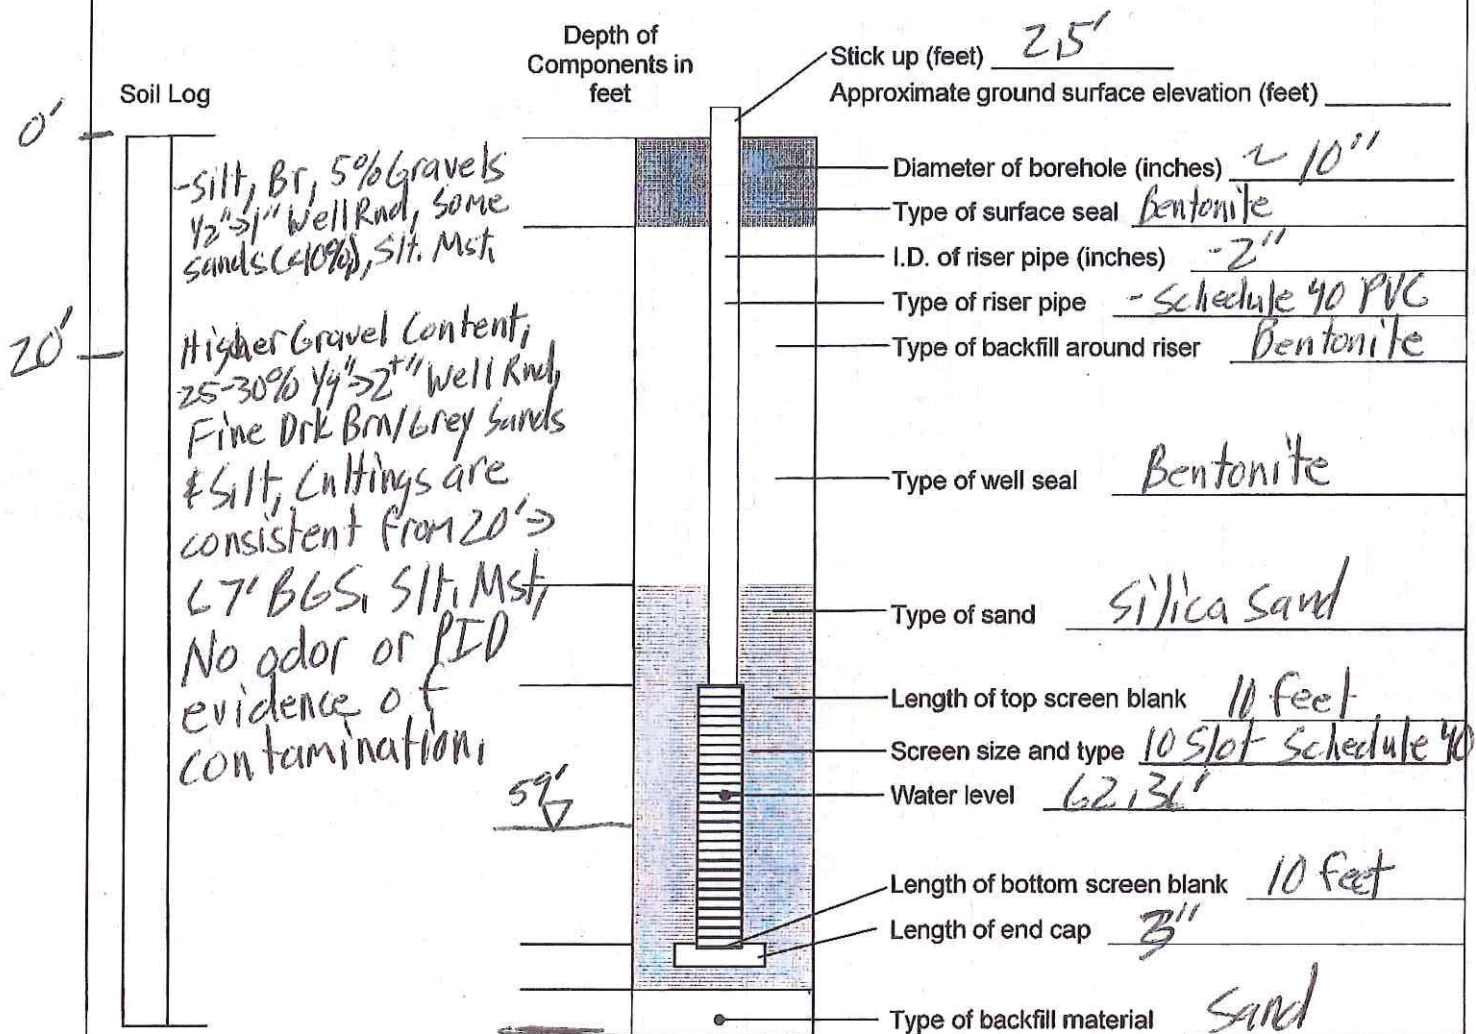 Depth of
Components in
feet
Soil Log
Stick up (feet) 2.5'
Approximate ground surface elevation (feet)
0'
-Silt, Br, 5% Gravels
1/2"->1" Well Rnd, Some
sands (<10%), Slt. Mst.
20'
Higher Gravel Content,
25-30% 1/4"->2+" Well Rnd,
Fine Drk Brn/Grey Sands
& Silt, Cuttings are
consistent from 20'->
67' BGS. Slt. Mst,
No odor or PID
evidence of
contamination.
59'
Diameter of borehole (inches) ~ 10"
Type of surface seal Bentonite
I.D. of riser pipe (inches) -2"
Type of riser pipe - Schedule 40 PVC
Type of backfill around riser Bentonite
Type of well seal Bentonite
Type of sand Silica Sand
Length of top screen blank 10 feet
Screen size and type 10 Slot Schedule 40
Water level 62.36'
Length of bottom screen blank 10 feet
Length of end cap 3"
Type of backfill material Sand